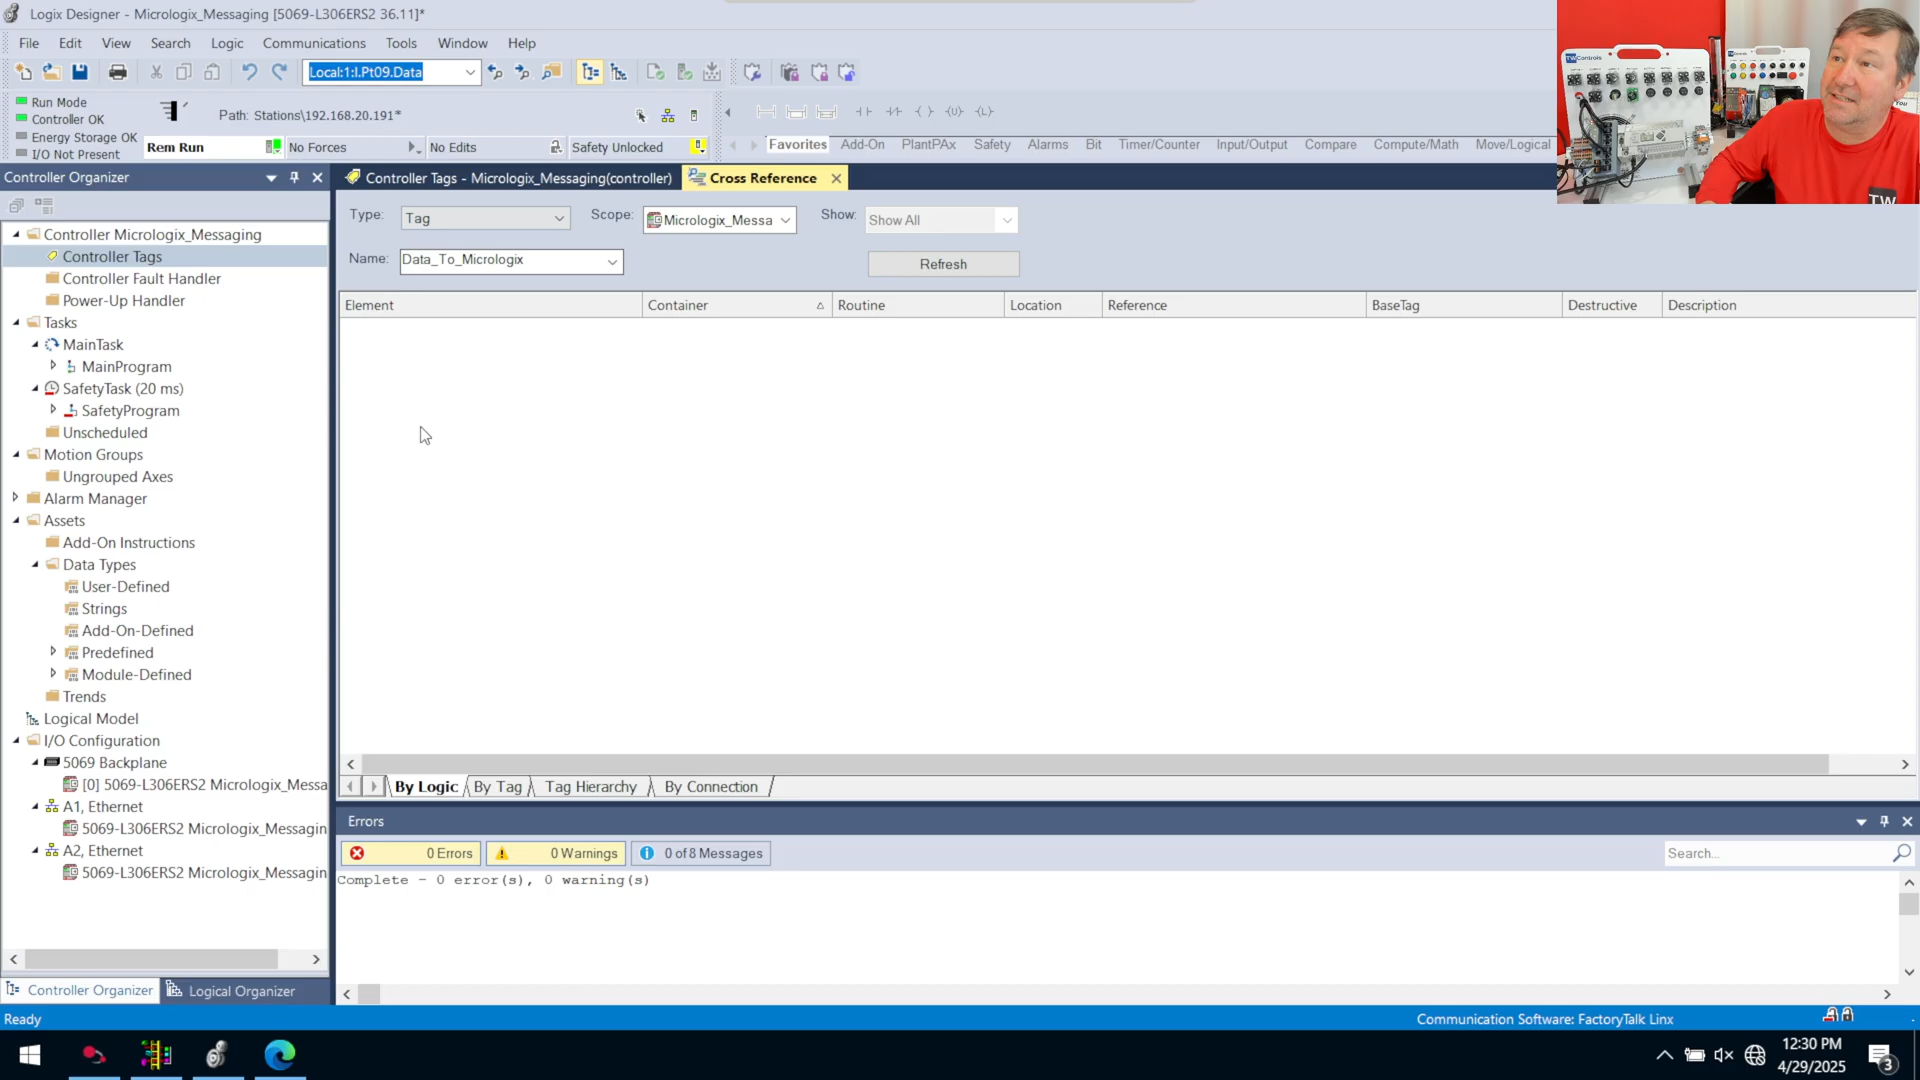 Logix Designer - Micrologix_Messaging [5069-L306ERS2 36.11]*
File Edit View Search Logic Communications Tools Window Help
Local:1:I.Pt09.Data
Run Mode
Controller OK
Energy Storage OK
I/O Not Present
Path: Stations\192.168.20.191*
Rem Run
No Forces
No Edits
Safety Unlocked
Favorites Add-On PlantPAx Safety Alarms Bit Timer/Counter Input/Output Compare Compute/Math Move/Logical
Controller Organizer
Controller Micrologix_Messaging
Controller Tags
Controller Fault Handler
Power-Up Handler
Tasks
MainTask
MainProgram
SafetyTask (20 ms)
SafetyProgram
Unscheduled
Motion Groups
Ungrouped Axes
Alarm Manager
Assets
Add-On Instructions
Data Types
User-Defined
Strings
Add-On-Defined
Predefined
Module-Defined
Trends
Logical Model
I/O Configuration
5069 Backplane
[0] 5069-L306ERS2 Micrologix_Messa
A1, Ethernet
5069-L306ERS2 Micrologix_Messagin
A2, Ethernet
5069-L306ERS2 Micrologix_Messagin
Controller Organizer
Logical Organizer
Controller Tags - Micrologix_Messaging(controller)
Cross Reference
Type: Tag
Scope: Micrologix_Messa
Show: Show All
Name: Data_To_Micrologix
Refresh
Element Container Routine Location Reference BaseTag Destructive Description
By Logic By Tag Tag Hierarchy By Connection
Errors
0 Errors
0 Warnings
0 of 8 Messages
Search...
Complete - 0 error(s), 0 warning(s)
Ready
Communication Software: FactoryTalk Linx
12:30 PM
4/29/2025
3
TWControls
TW
You